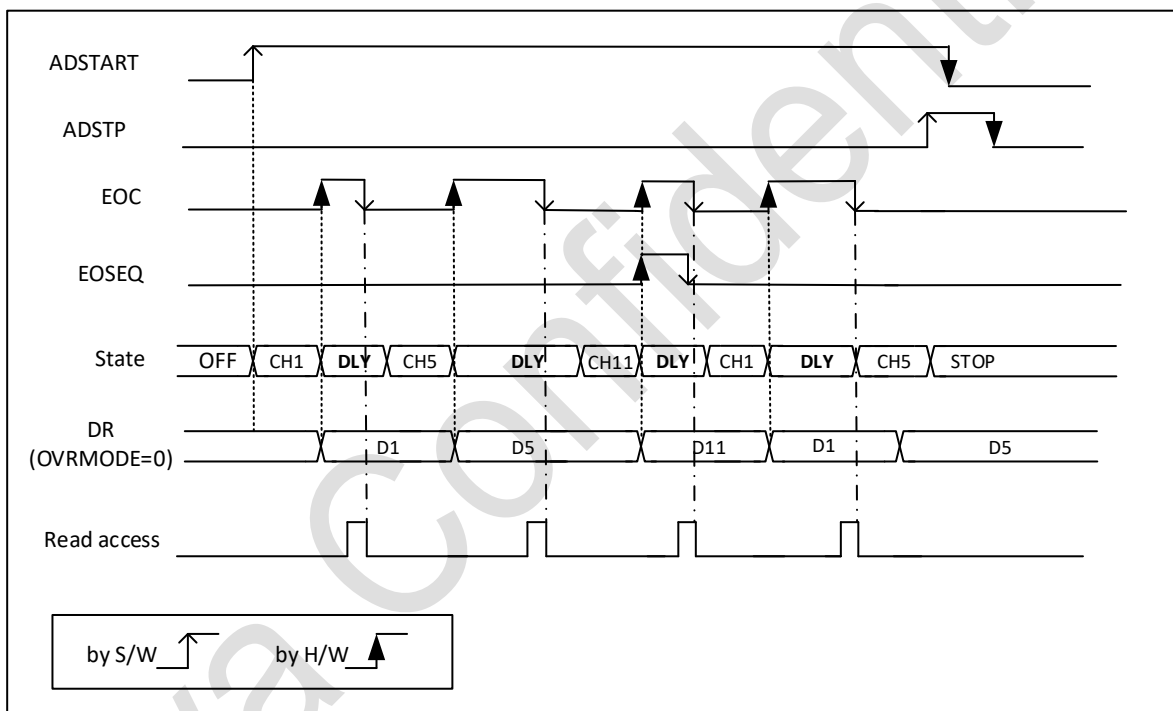 ADSTART
ADSTP
EOC
EOSEQ
State OFF CH1 DLY CH5 DLY CH11 DLY CH1 DLY CH5 STOP
DR
(OVRMODE=0) D1 D5 D11 D1 D5
Read access
by S/W by H/W
Confidenti